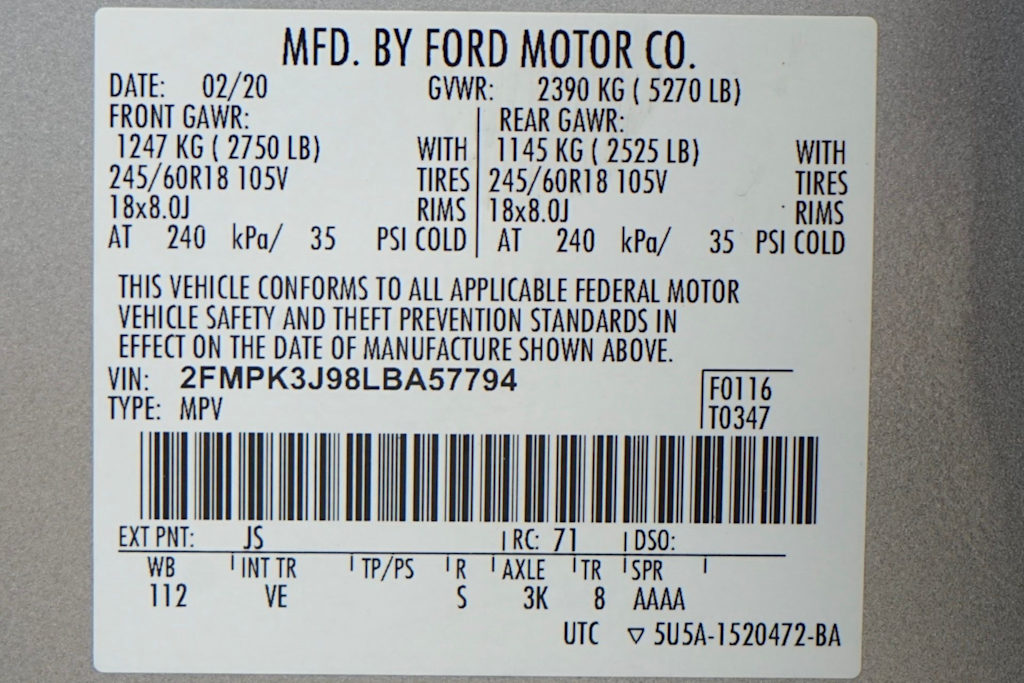 MFD. BY FORD MOTOR CO.
DATE: 02/20 GVWR: 2390 KG ( 5270 LB)
FRONT GAWR: REAR GAWR:
1247 KG ( 2750 LB) WITH 1145 KG ( 2525 LB) WITH
245/60R18 105V TIRES 245/60R18 105V TIRES
18x8.0J RIMS 18x8.0J RIMS
AT 240 kPa/ 35 PSI COLD AT 240 kPa/ 35 PSI COLD
THIS VEHICLE CONFORMS TO ALL APPLICABLE FEDERAL MOTOR
VEHICLE SAFETY AND THEFT PREVENTION STANDARDS IN
EFFECT ON THE DATE OF MANUFACTURE SHOWN ABOVE.
VIN: 2FMPK3J98LBA57794
F0116
TYPE: MPV
T0347
EXT PNT: JS RC: 71 DSO:
WB INT TR TP/PS R AXLE TR SPR
112 VE S 3K 8 AAAA
UTC ▽ 5U5A-1520472-BA